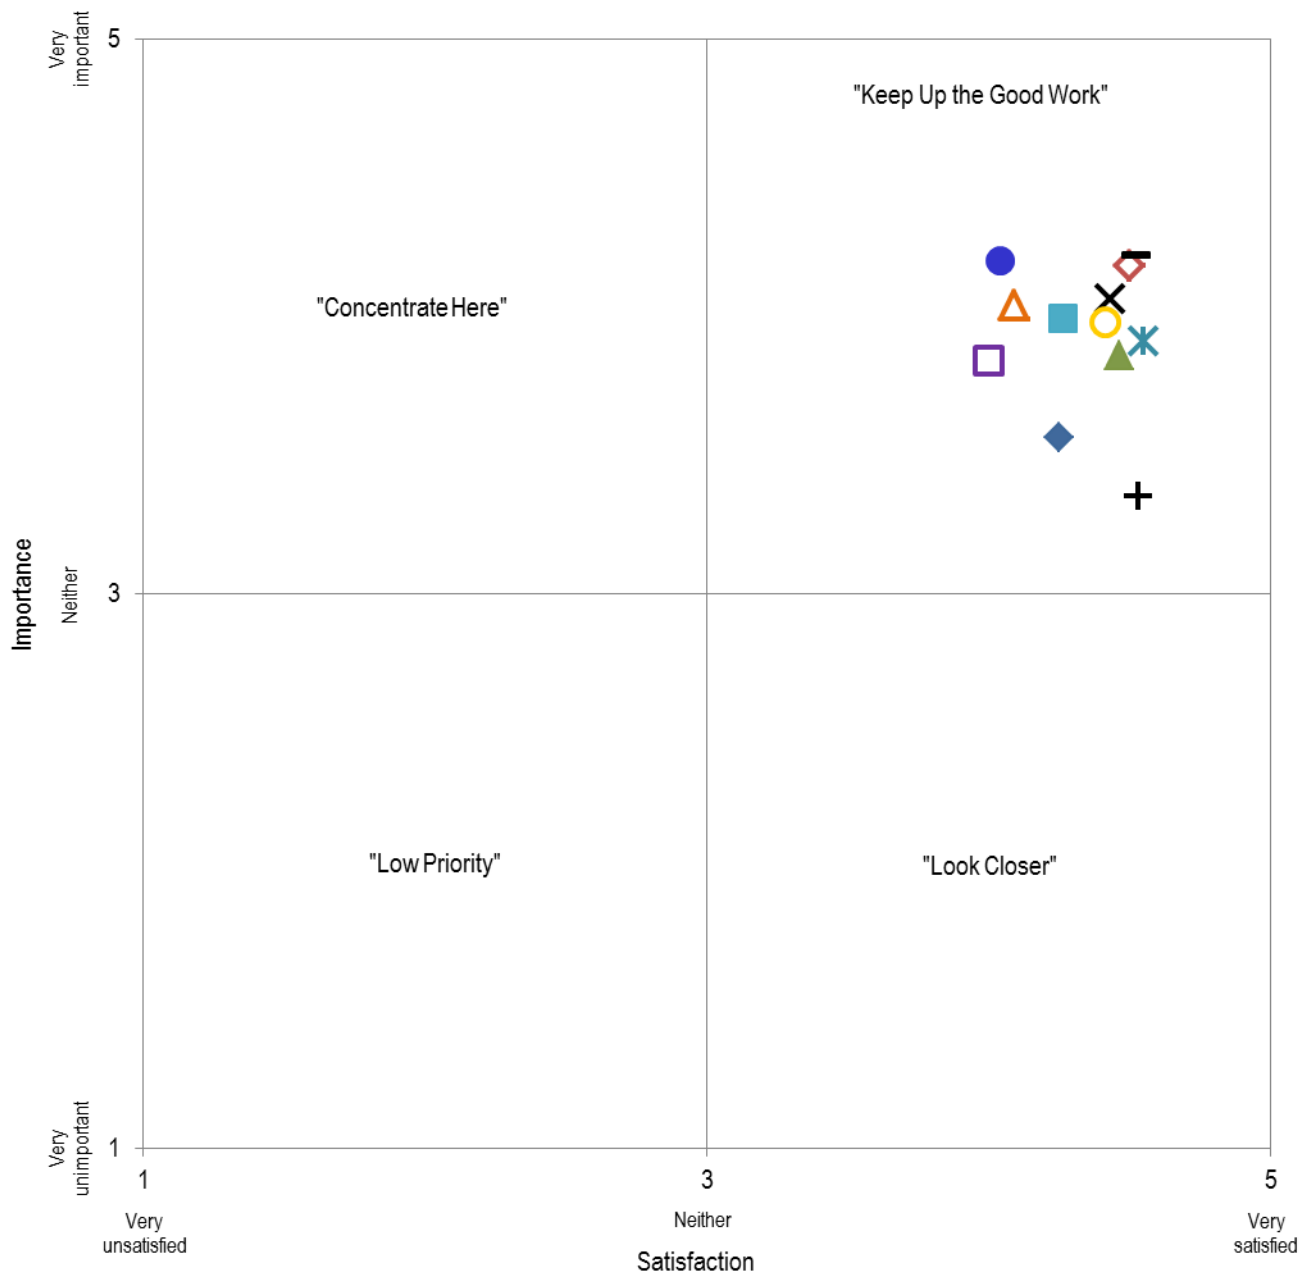 Very
important
5
"Keep Up the Good Work"
"Concentrate Here"
Importance
Neither
3
"Low Priority"
"Look Closer"
Very
unimportant
1
1
3
5
Very
unsatisfied
Neither
Very
satisfied
Satisfaction